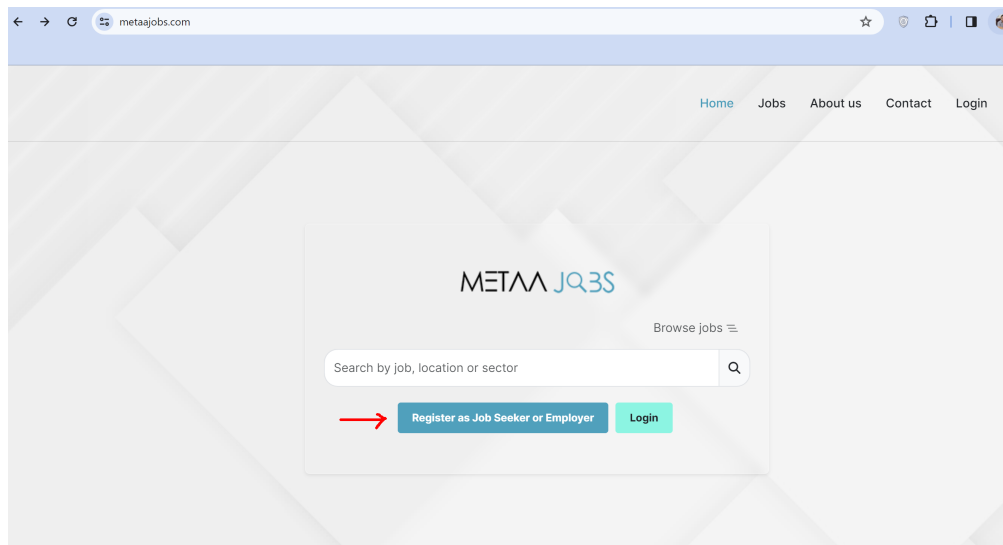 metaajobs.com
Home Jobs About us Contact Login
METAA JOBS
Browse jobs
Search by job, location or sector
Register as Job Seeker or Employer Login